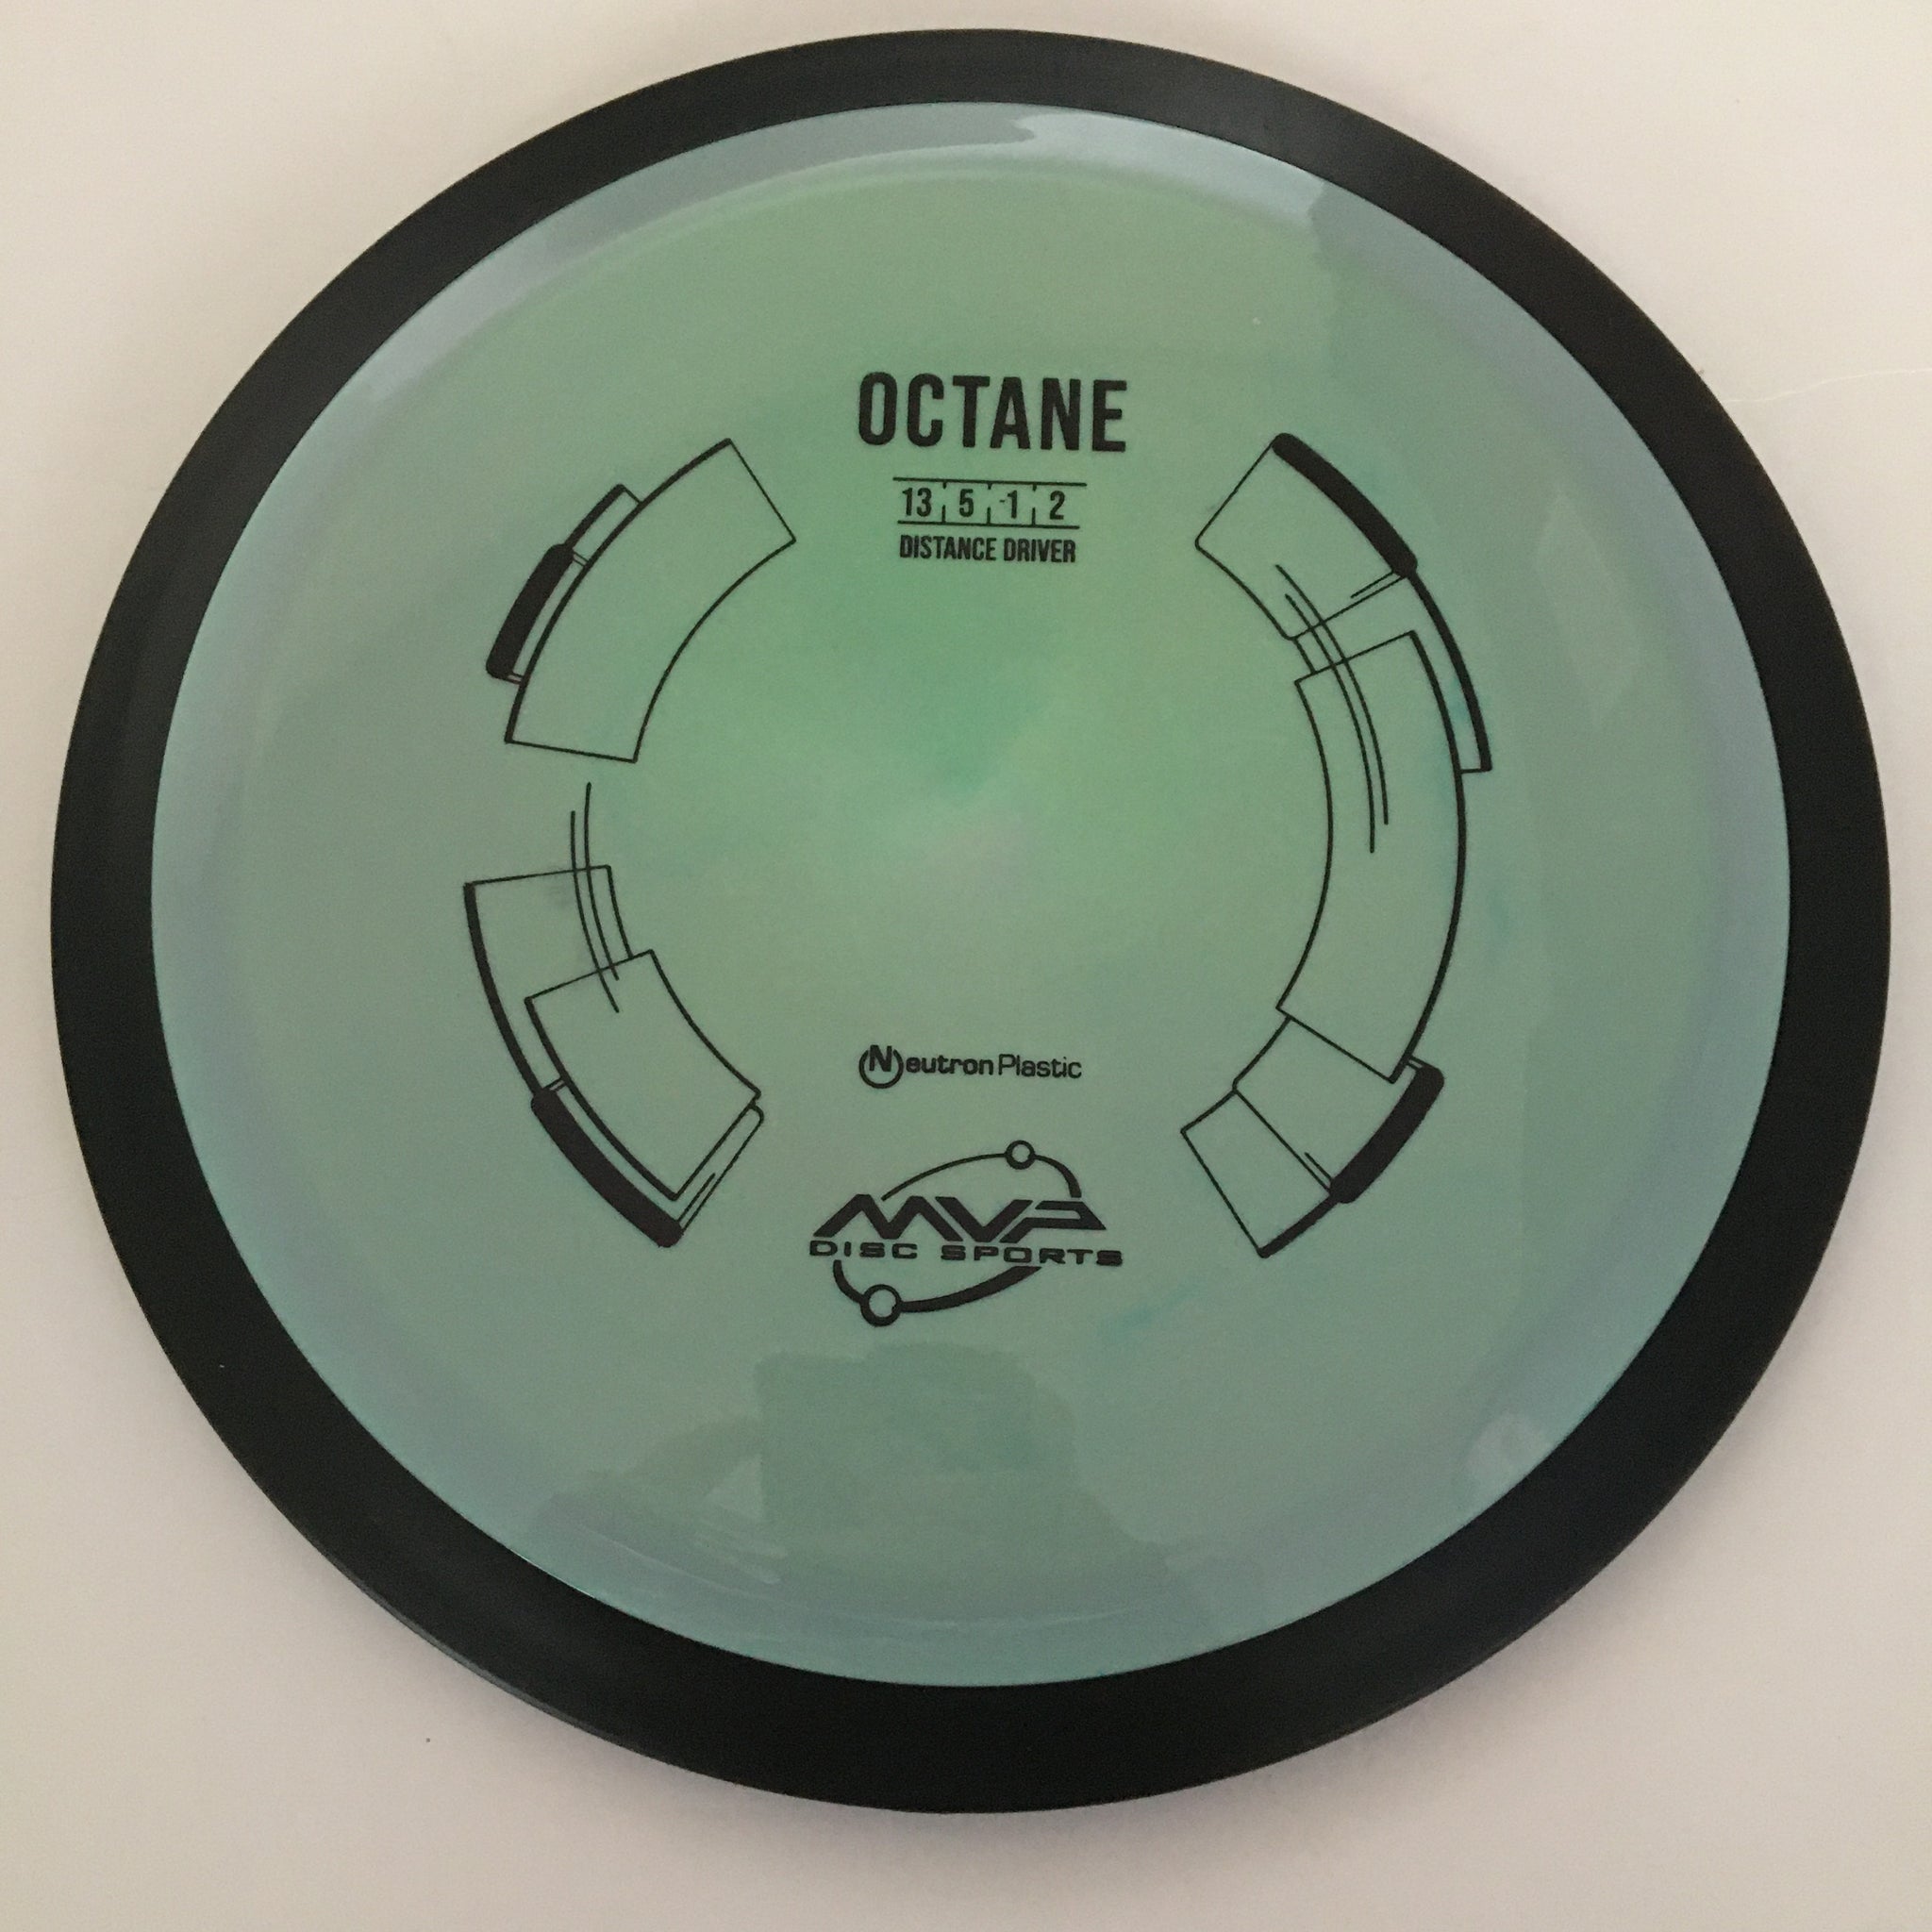 OCTANE
13 5 -1 2
DISTANCE DRIVER
Neutron Plastic
MVP
DISC SPORTS